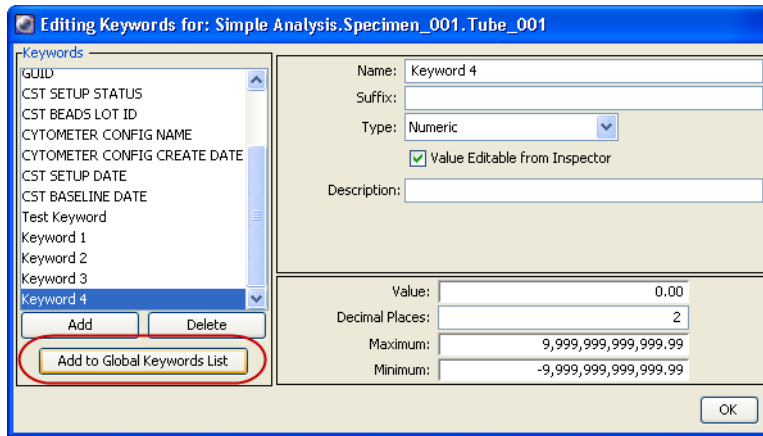 Editing Keywords for: Simple Analysis.Specimen_001.Tube_001
Keywords
GUID
CST SETUP STATUS
CST BEADS LOT ID
CYTOMETER CONFIG NAME
CYTOMETER CONFIG CREATE DATE
CST SETUP DATE
CST BASELINE DATE
Test Keyword
Keyword 1
Keyword 2
Keyword 3
Keyword 4
Add Delete
Add to Global Keywords List
Name: Keyword 4
Suffix:
Type: Numeric
Value Editable from Inspector
Description:
Value: 0.00
Decimal Places: 2
Maximum: 9,999,999,999,999.99
Minimum: -9,999,999,999,999.99
OK